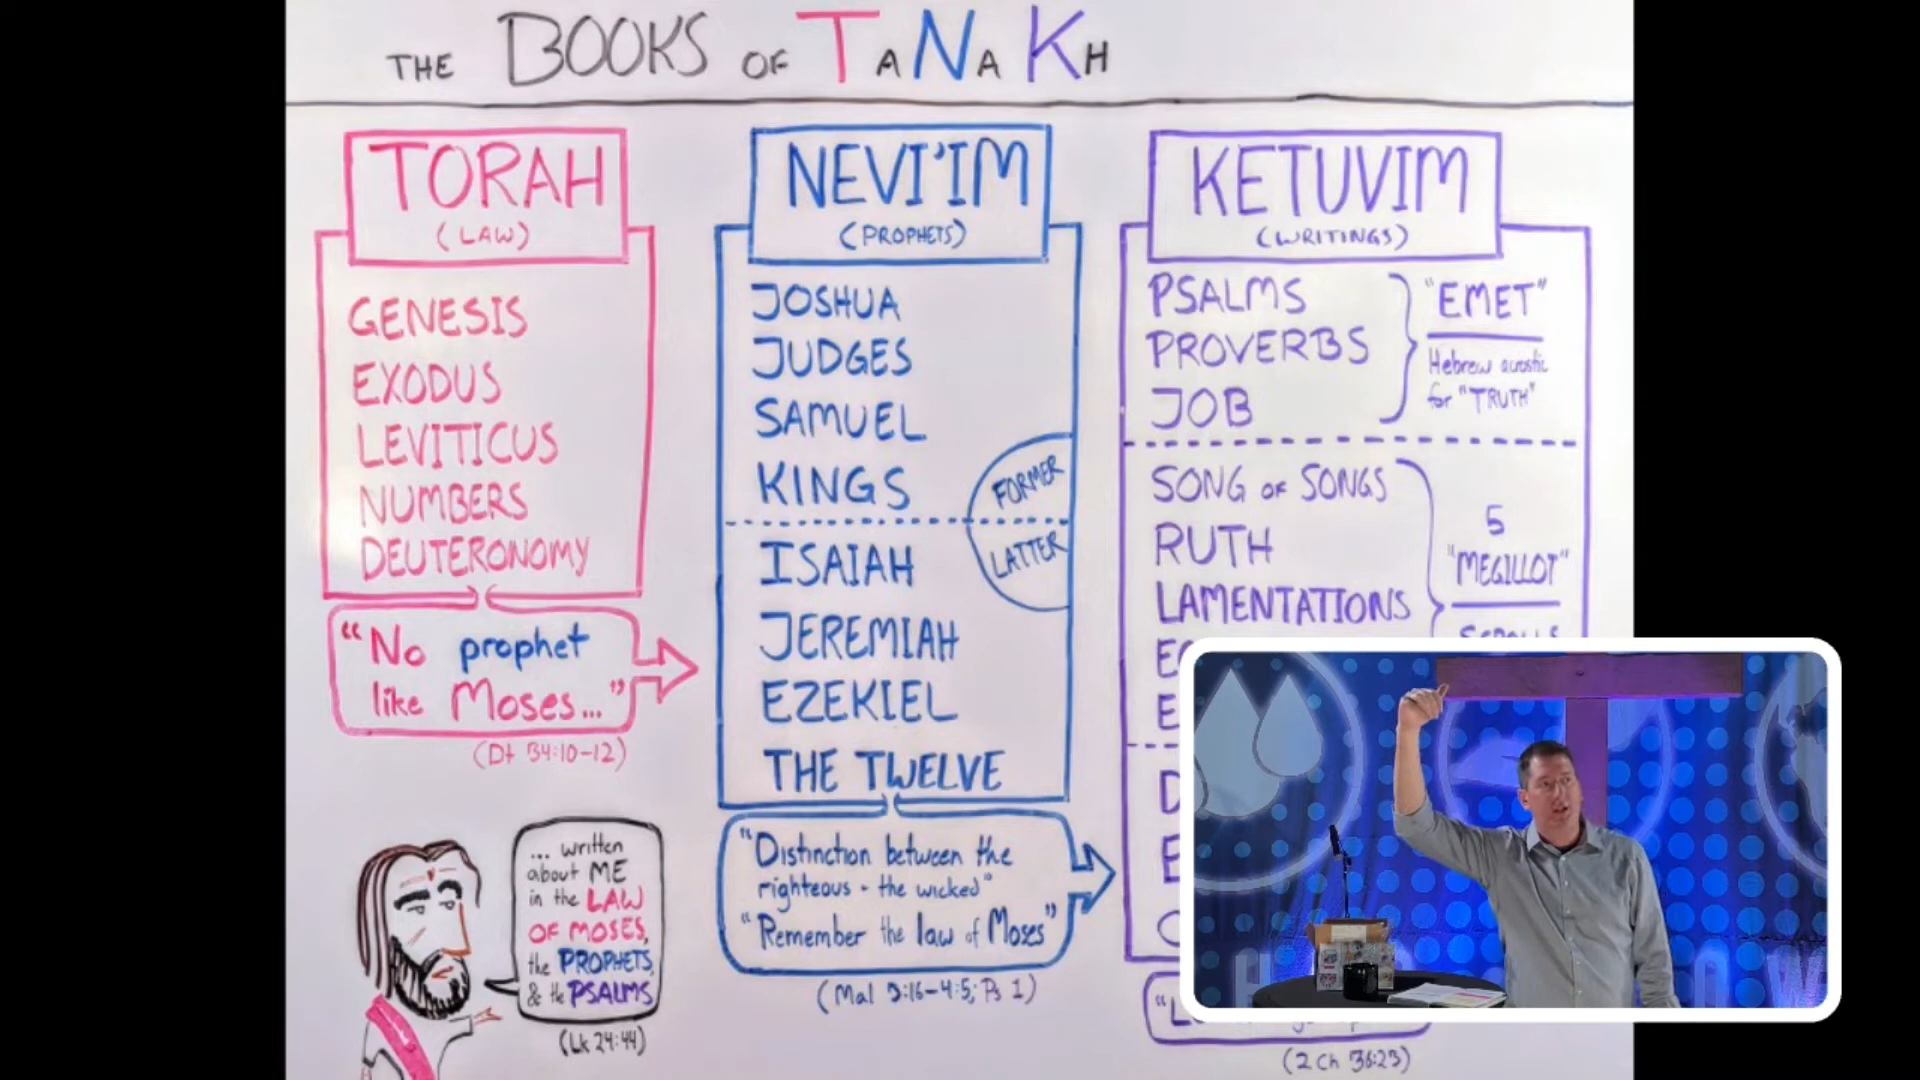 THE BOOKS OF TANAKH
TORAH
(LAW)
GENESIS
EXODUS
LEVITICUS
NUMBERS
DEUTERONOMY
"No prophet
like Moses..."
(Dt 34:10-12)
... written
about ME
in the LAW
OF MOSES,
the PROPHETS,
& the PSALMS
(Lk 24:44)
NEVI'IM
(PROPHETS)
JOSHUA
JUDGES
SAMUEL
KINGS
FORMER
LATTER
ISAIAH
JEREMIAH
EZEKIEL
THE TWELVE
"Distinction between the
righteous - the wicked"
"Remember the law of Moses"
(Mal 3:16-4:5; Ps 1)
KETUVIM
(WRITINGS)
PSALMS
PROVERBS
JOB
"EMET"
Hebrew acrostic
for "TRUTH"
SONG OF SONGS
RUTH
LAMENTATIONS
5
"MEGILLOT"
SCROLLS
(2 Ch 36:23)